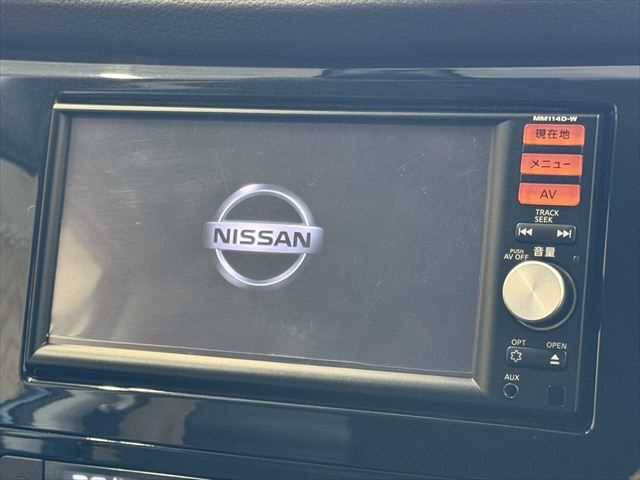 MM114D-W
現在地
メニュー
AV
TRACK
SEEK
NISSAN
音量
PUSH
AV OFF
OPT
OPEN
AUX